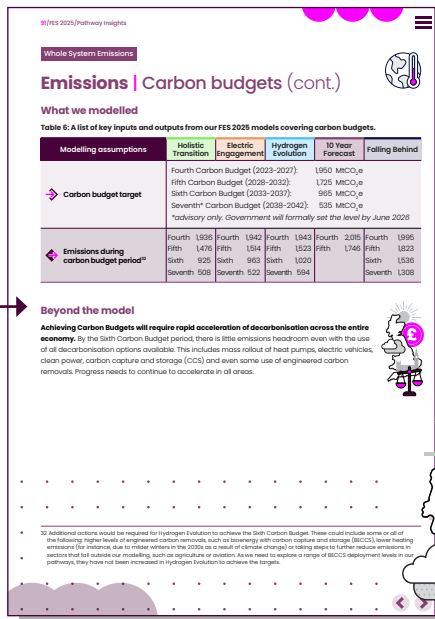 91/FES 2025/Pathway Insights
Whole System Emissions
Emissions | Carbon budgets (cont.)
What we modelled
Table 6: A list of key inputs and outputs from our FES 2025 models covering carbon budgets.
Modelling assumptions
Holistic Transition
Electric Engagement
Hydrogen Evolution
10 Year Forecast
Falling Behind
Carbon budget target
Fourth Carbon Budget (2023-2027): 1,950 MtCO₂e
Fifth Carbon Budget (2028-2032): 1,725 MtCO₂e
Sixth Carbon Budget (2033-2037): 965 MtCO₂e
Seventh* Carbon Budget (2038-2042): 535 MtCO₂e
*advisory only. Government will formally set the level by June 2026
Emissions during
carbon budget period³²
Fourth 1,936 Fourth 1,942 Fourth 1,943 Fourth 2,015 Fourth 1,995
Fifth 1,476 Fifth 1,514 Fifth 1,523 Fifth 1,746 Fifth 1,823
Sixth 925 Sixth 963 Sixth 1,020 Sixth 1,536
Seventh 508 Seventh 522 Seventh 594 Seventh 1,308
Beyond the model
Achieving Carbon Budgets will require rapid acceleration of decarbonisation across the entire
economy. By the Sixth Carbon Budget period, there is little emissions headroom even with the use
of all decarbonisation options available. This includes mass rollout of heat pumps, electric vehicles,
clean power, carbon capture and storage (CCS) and even some use of engineered carbon
removals. Progress needs to continue to accelerate in all areas.
£
32 Additional actions would be required for Hydrogen Evolution to achieve the Sixth Carbon Budget. These could include some or all of
the following: higher levels of engineered carbon removals, such as bioenergy with carbon capture and storage (BECCS), lower heating
emissions (for instance, due to milder winters in the 2030s as a result of climate change) or taking steps to further reduce emissions in
sectors that fall outside our modelling, such as agriculture or aviation. As we need to explore a range of BECCS deployment levels in our
pathways, they have not been increased in Hydrogen Evolution to achieve the targets.